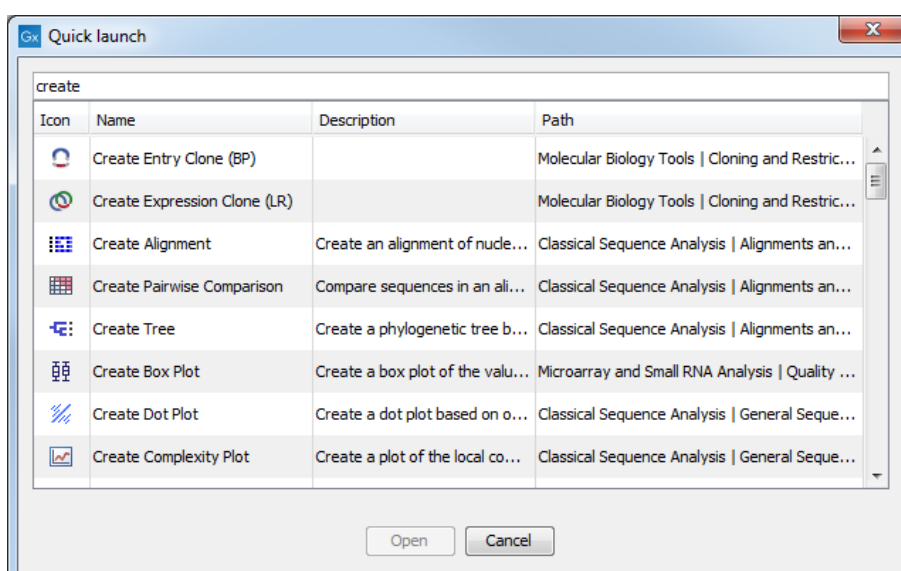 Gx Quick launch
create
Icon Name Description Path
Create Entry Clone (BP) Molecular Biology Tools | Cloning and Restric...
Create Expression Clone (LR) Molecular Biology Tools | Cloning and Restric...
Create Alignment Create an alignment of nucle... Classical Sequence Analysis | Alignments an...
Create Pairwise Comparison Compare sequences in an ali... Classical Sequence Analysis | Alignments an...
Create Tree Create a phylogenetic tree b... Classical Sequence Analysis | Alignments an...
Create Box Plot Create a box plot of the valu... Microarray and Small RNA Analysis | Quality ...
Create Dot Plot Create a dot plot based on o... Classical Sequence Analysis | General Seque...
Create Complexity Plot Create a plot of the local co... Classical Sequence Analysis | General Seque...
Open Cancel